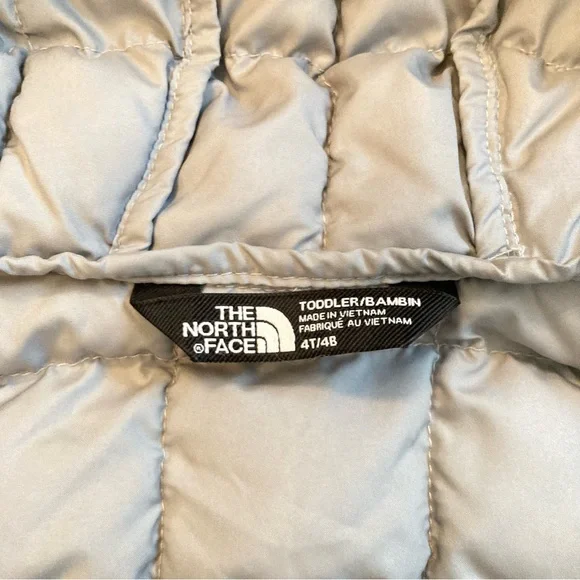 THE
NORTH
®FACE
TODDLER/BAMBIN
MADE IN VIETNAM
FABRIQUÉ AU VIETNAM
4T/4B